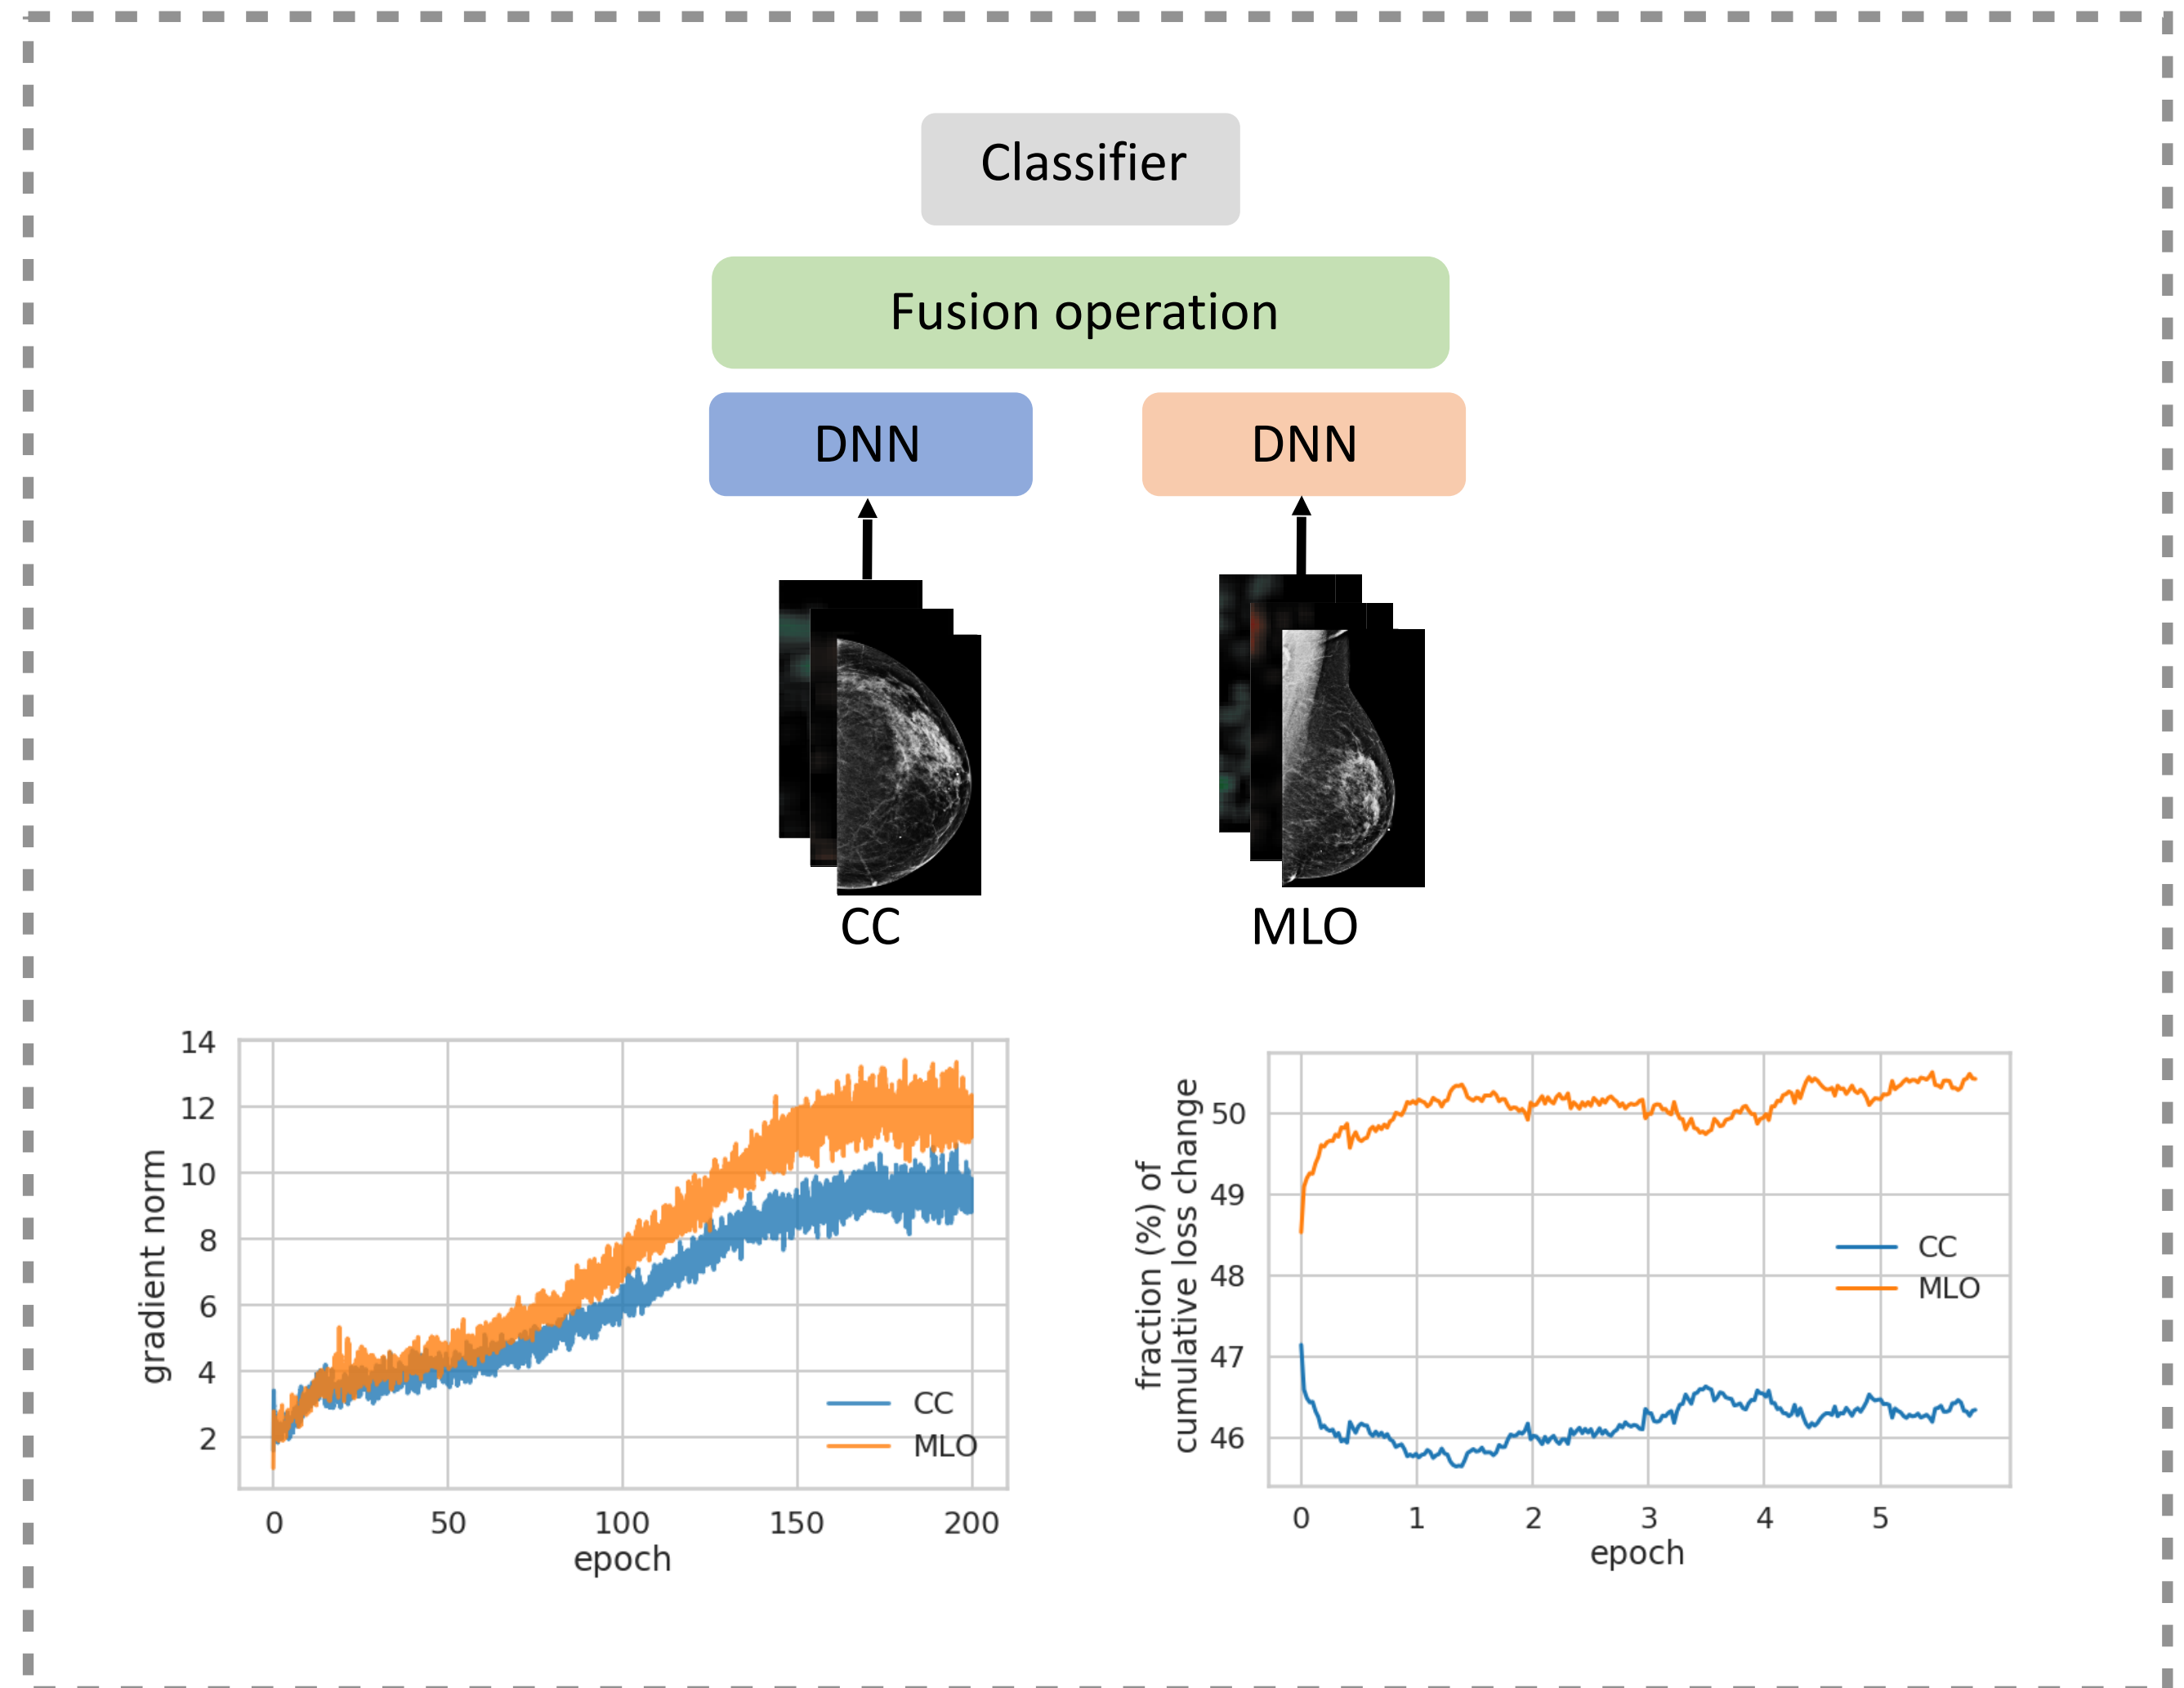 Classifier
Fusion operation
DNN
DNN
CC
MLO
14
12
10
8
6
4
2
gradient norm
0
50
100
150
200
epoch
CC
MLO
50
49
48
47
46
fraction (%) of
cumulative loss change
0
1
2
3
4
5
epoch
CC
MLO